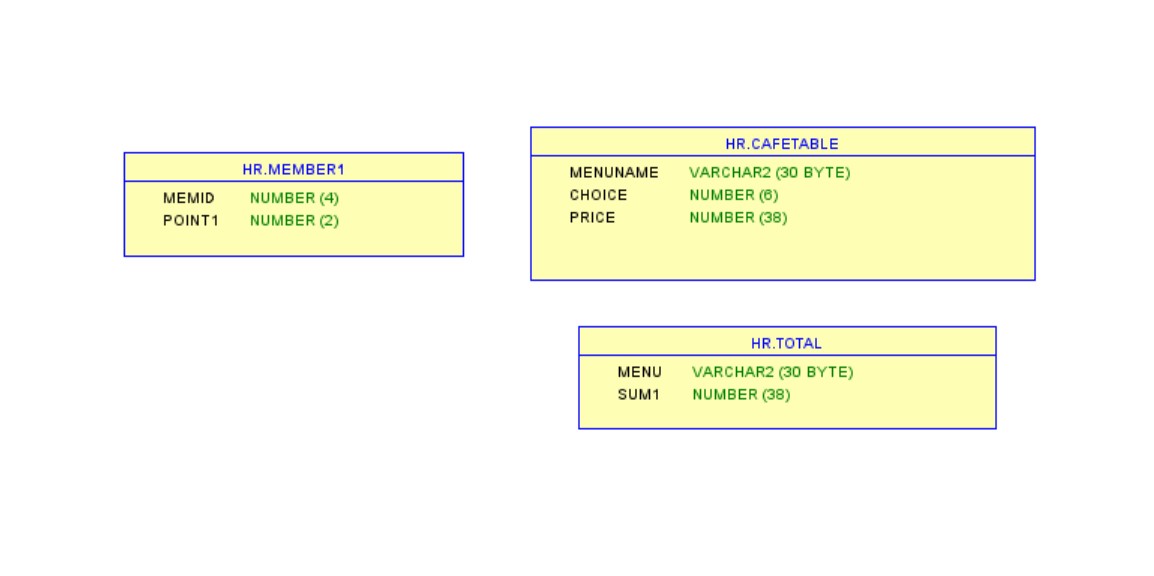 HR.MEMBER1
MEMID NUMBER (4)
POINT1 NUMBER (2)
HR.CAFETABLE
MENUNAME VARCHAR2 (30 BYTE)
CHOICE NUMBER (6)
PRICE NUMBER (38)
HR.TOTAL
MENU VARCHAR2 (30 BYTE)
SUM1 NUMBER (38)